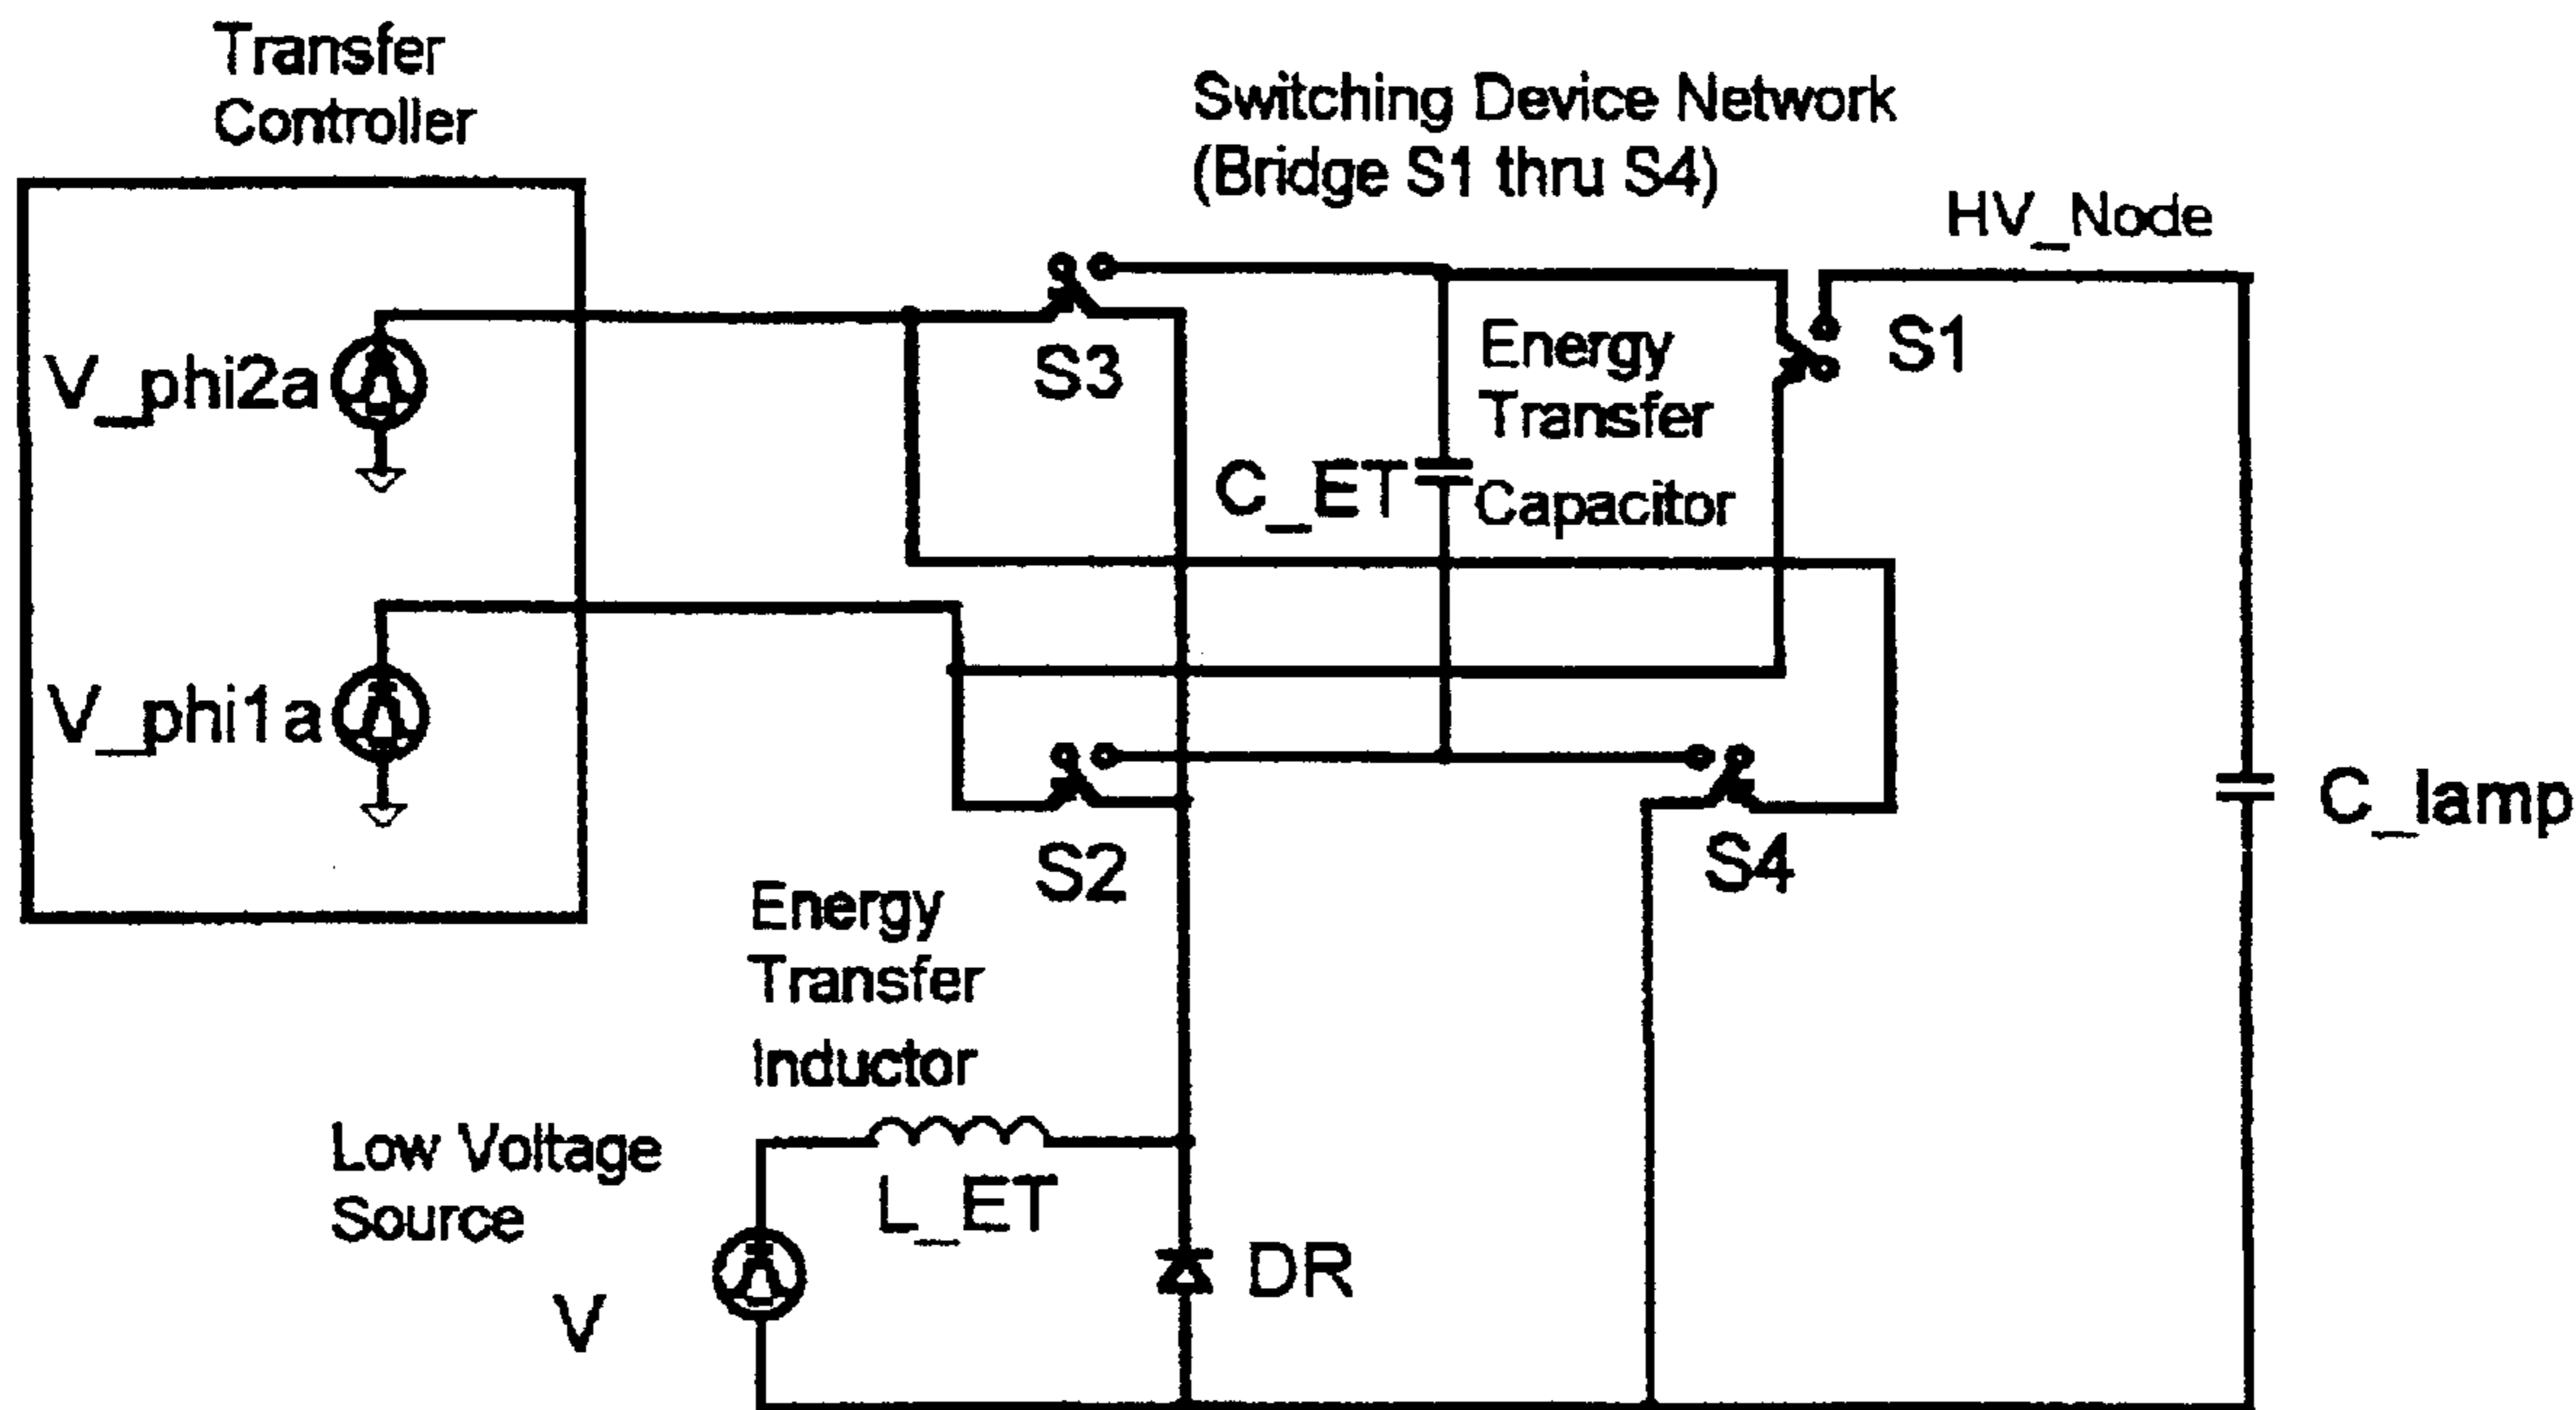 Transfer
Controller
Switching Device Network
(Bridge S1 thru S4)
HV_Node
V_phi2a
S3
Energy
Transfer
Capacitor
S1
C_ET
V_phi1a
S2
S4
C_lamp
Energy
Transfer
Inductor
Low Voltage
Source
L_ET
V
DR